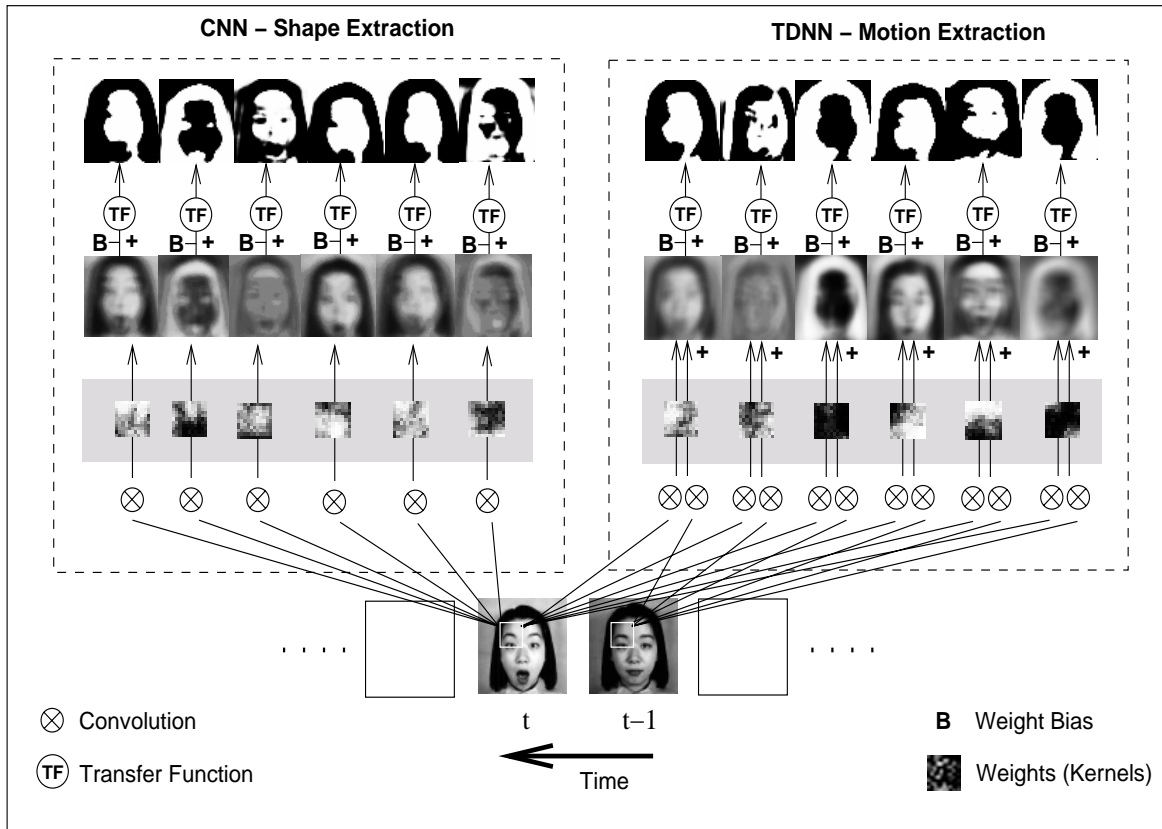 CNN – Shape Extraction
TDNN – Motion Extraction
TF TF TF TF TF TF
TF TF TF TF TF TF
B + B + B + B + B + B +
B + B + B + B + B + B +
+ + + + + +
. . . .
. . . .
t
t–1
Time
Convolution
TF Transfer Function
B Weight Bias
Weights (Kernels)